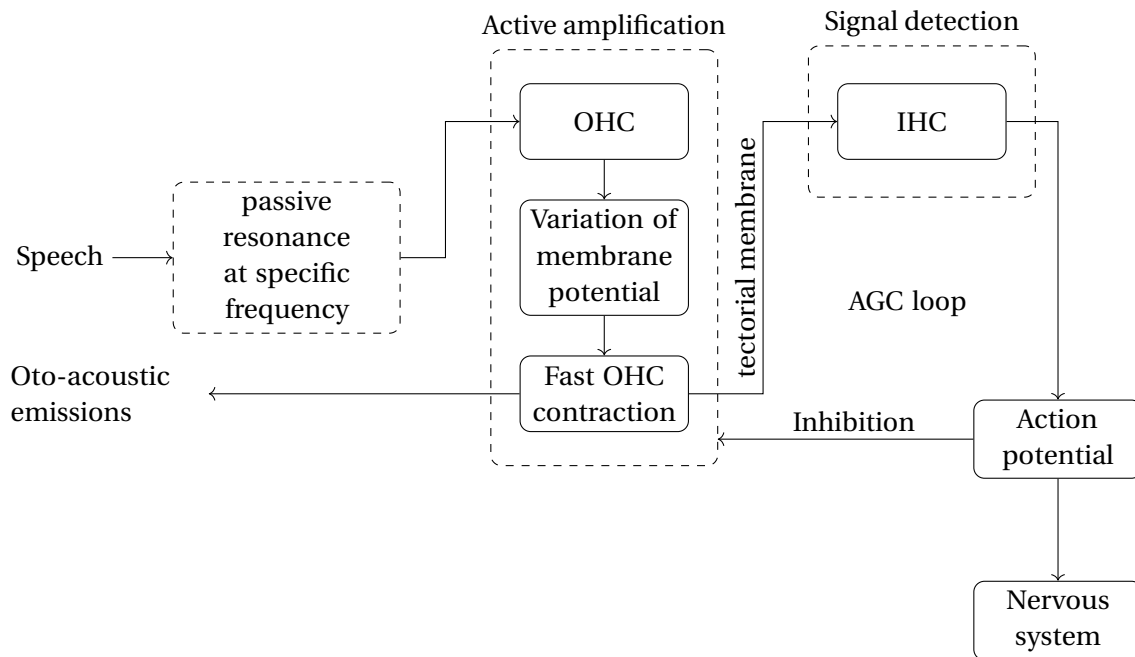 Active amplification
Signal detection
OHC
IHC
passive
resonance
at specific
frequency
Speech
Variation of
membrane
potential
tectorial membrane
AGC loop
Oto-acoustic
emissions
Fast OHC
contraction
Inhibition
Action
potential
Nervous
system